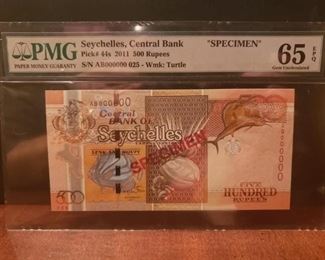 PMG
PAPER MONEY GUARANTY
Seychelles, Central Bank "SPECIMEN"
Pick# 44s 2011 500 Rupees
S/N AB000000 025 - Wmk: Turtle
65 EPQ
Gem Uncirculated
AB000000
Central
BANK OF
Seychelles
SPECIMEN
500
FIVE
HUNDRED
RUPEES